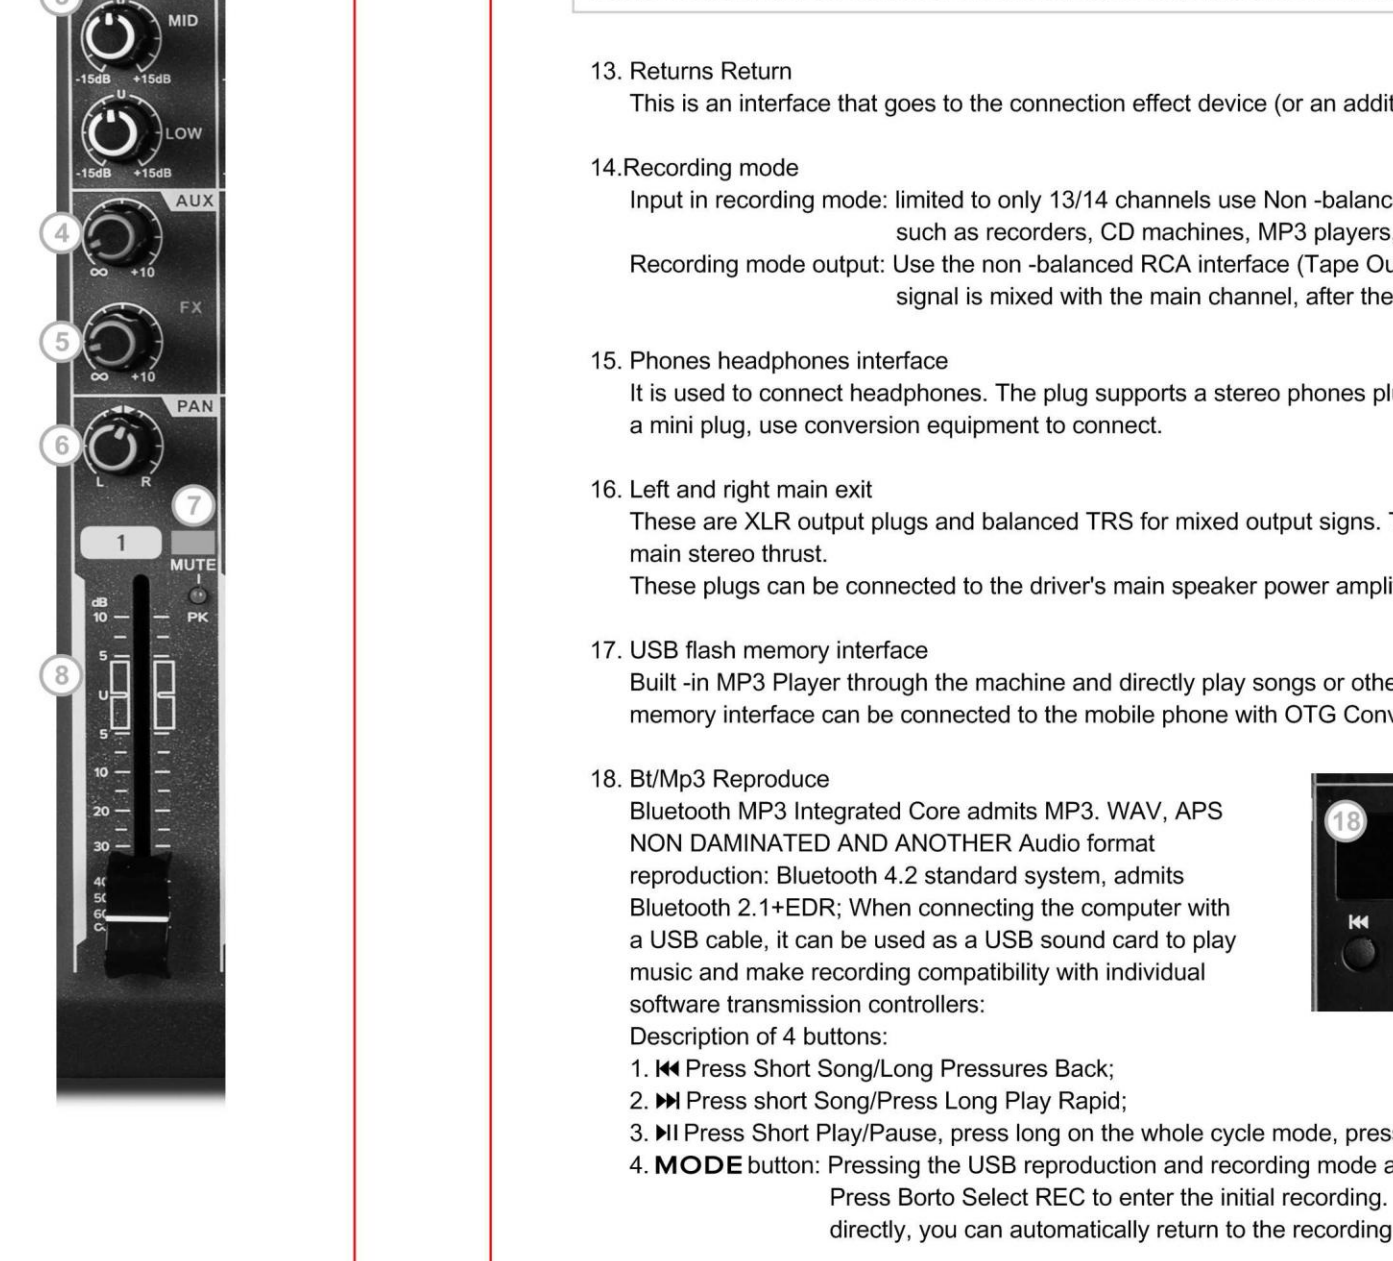 MID
-15dB +15dB
U
LOW
-15dB +15dB
AUX
4
∞ +10
FX
5
∞ +10
PAN
6
L R
7
1
MUTE
PK
dB
10
5
8
U
5
10
20
30
40
50
60
13. Returns Return
This is an interface that goes to the connection effect device (or an
14.Recording mode
Input in recording mode: limited to only 13/14 channels use Non
such as recorders, CD machines, MP3 players
Recording mode output: Use the non -balanced RCA interface (Tape
signal is mixed with the main channel, after the
15. Phones headphones interface
It is used to connect headphones. The plug supports a stereo phones
a mini plug, use conversion equipment to connect.
16. Left and right main exit
These are XLR output plugs and balanced TRS for mixed output signs.
main stereo thrust.
These plugs can be connected to the driver's main speaker power
17. USB flash memory interface
Built -in MP3 Player through the machine and directly play songs or
memory interface can be connected to the mobile phone with OTG
18. Bt/Mp3 Reproduce
Bluetooth MP3 Integrated Core admits MP3. WAV, APS
NON DAMINATED AND ANOTHER Audio format
reproduction: Bluetooth 4.2 standard system, admits
Bluetooth 2.1+EDR; When connecting the computer with
a USB cable, it can be used as a USB sound card to play
music and make recording compatibility with individual
software transmission controllers:
Description of 4 buttons:
1. ⏮ Press Short Song/Long Pressures Back;
2. ⏭ Press short Song/Press Long Play Rapid;
3. ⏯ Press Short Play/Pause, press long on the whole cycle mode,
4. MODE button: Pressing the USB reproduction and recording mode
Press Borto Select REC to enter the initial recording.
directly, you can automatically return to the recording
18